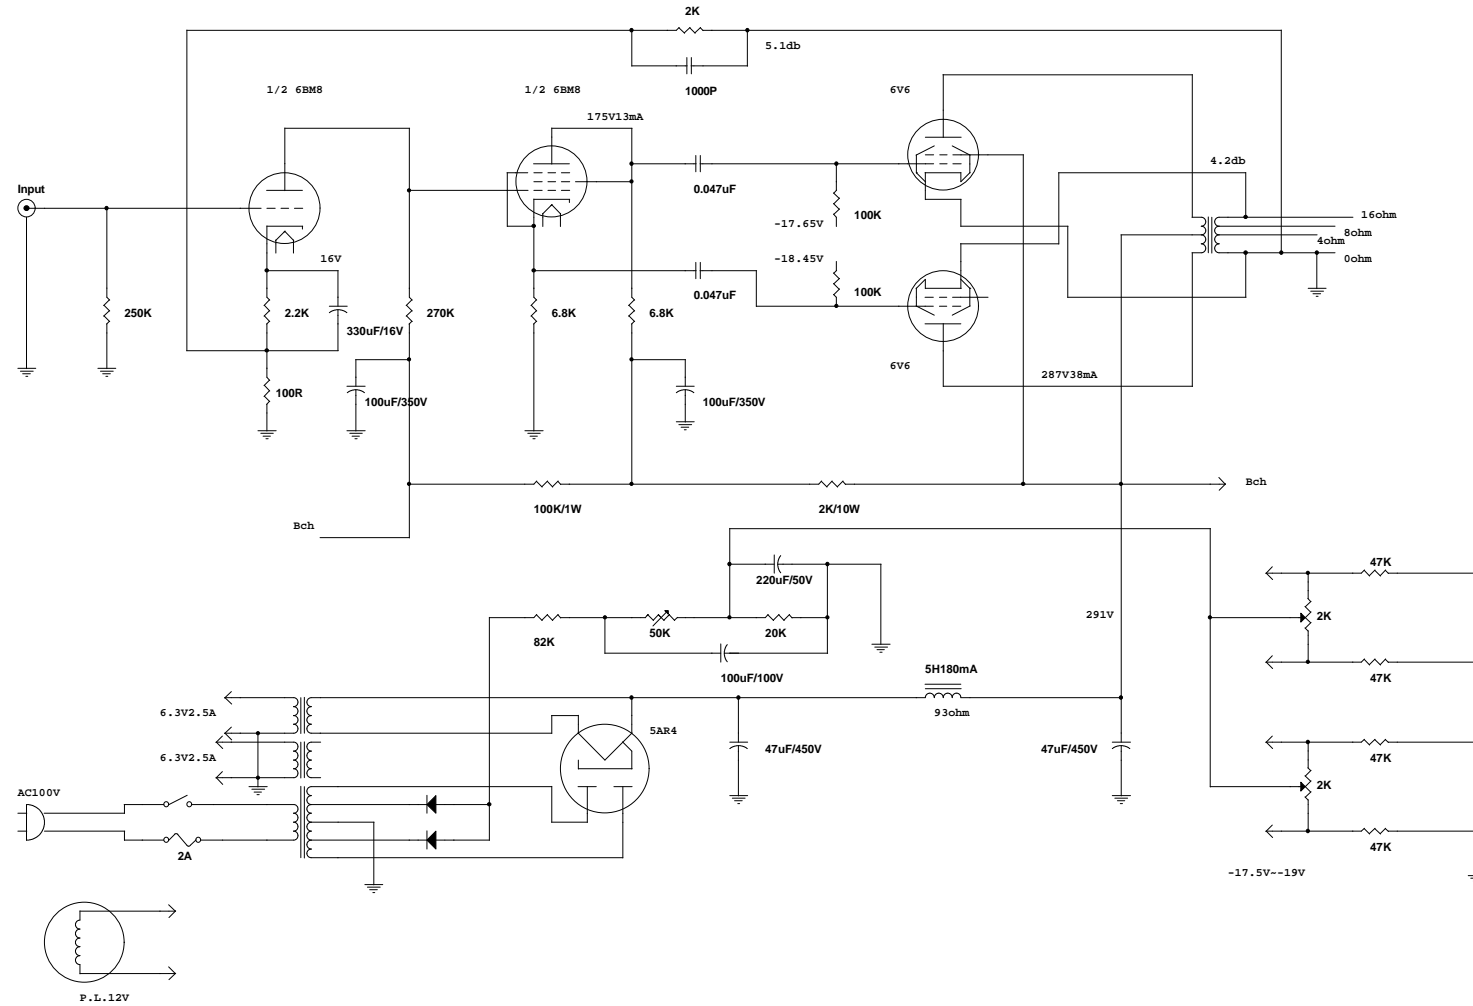 2K
5.1db
1000P
1/2 6BM8
1/2 6BM8
6V6
175V13mA
4.2db
Input
0.047uF
100K
-17.65V
16ohm
8ohm
4ohm
0ohm
16V
-18.45V
100K
0.047uF
250K
2.2K
330uF/16V
270K
6.8K
6.8K
6V6
287V38mA
100R
100uF/350V
100uF/350V
Bch
100K/1W
2K/10W
Bch
47K
220uF/50V
291V
2K
82K
50K
20K
5H180mA
47K
100uF/100V
6.3V2.5A
93ohm
5AR4
47uF/450V
47uF/450V
47K
6.3V2.5A
2K
AC100V
47K
2A
-17.5V~-19V
P.L.12V